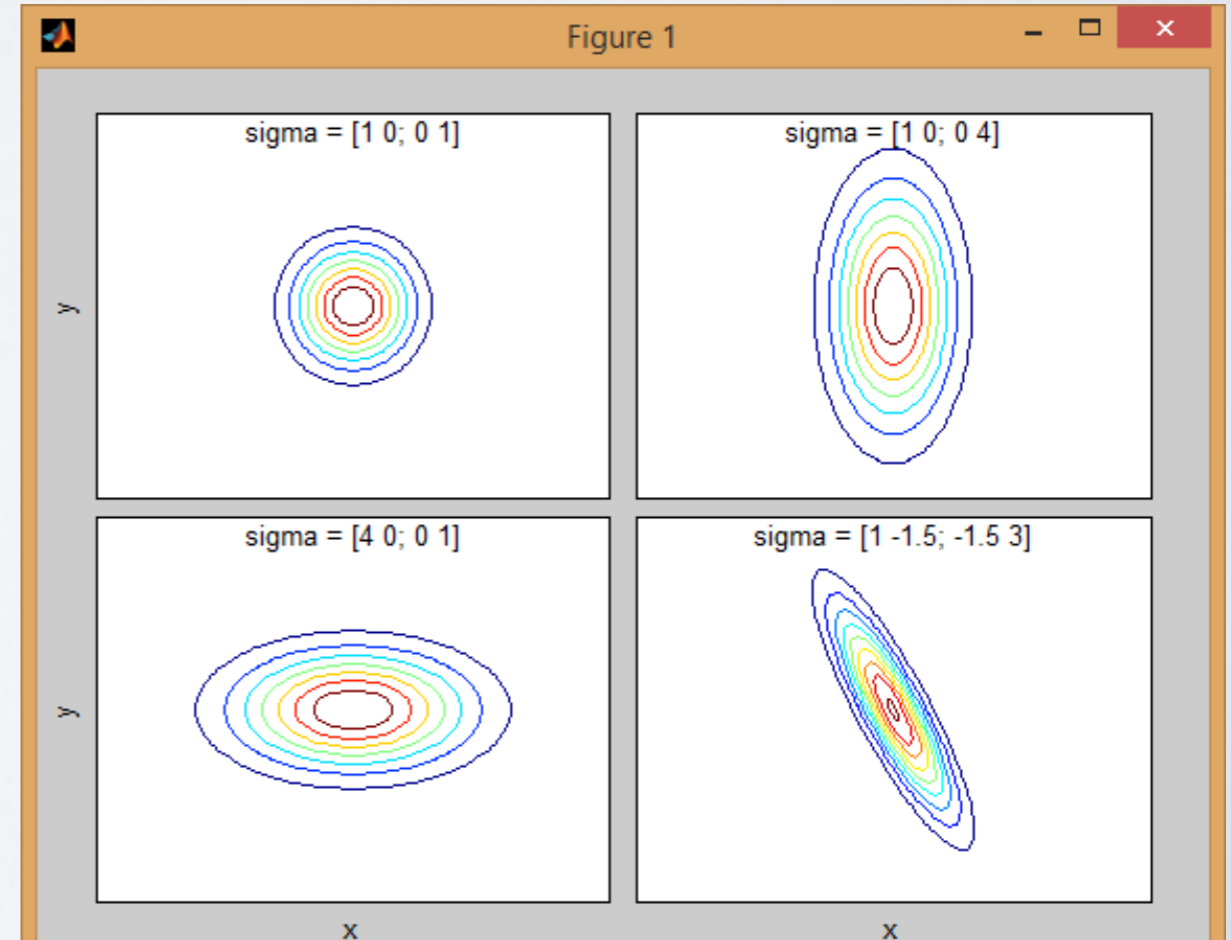 Figure 1
sigma = [1 0; 0 1]
sigma = [1 0; 0 4]
y
sigma = [4 0; 0 1]
sigma = [1 -1.5; -1.5 3]
y
x
x